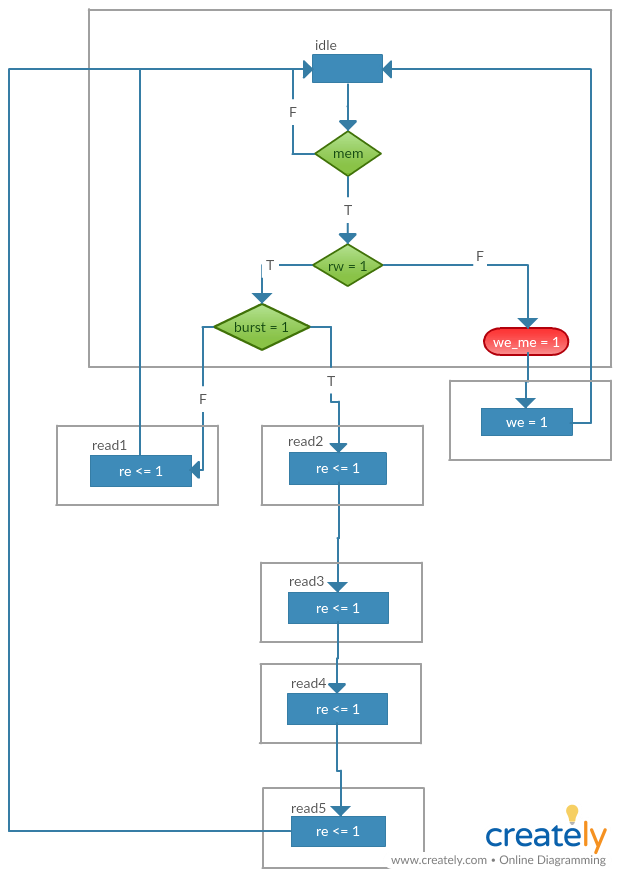 idle
F
mem
T
rw = 1
T
F
burst = 1
we_me = 1
T
F
we = 1
read1
re <= 1
read2
re <= 1
read3
re <= 1
read4
re <= 1
read5
re <= 1
creately
www.creately.com • Online Diagramming